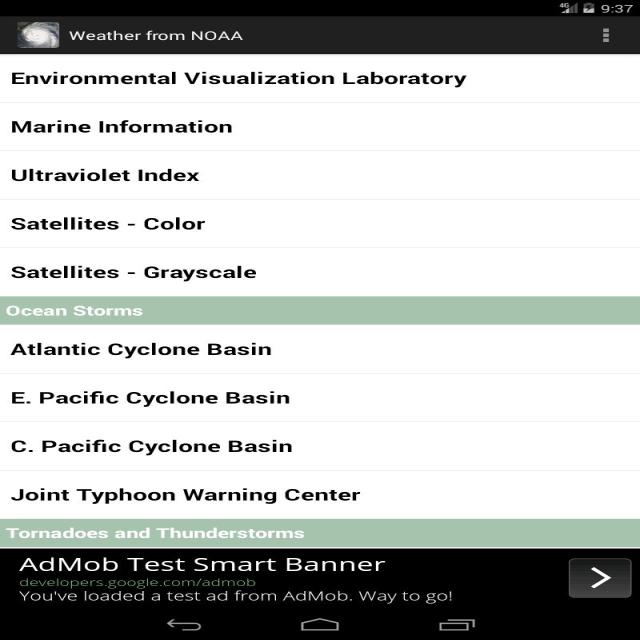 4G 9:37
Weather from NOAA
Environmental Visualization Laboratory
Marine Information
Ultraviolet Index
Satellites - Color
Satellites - Grayscale
Ocean Storms
Atlantic Cyclone Basin
E. Pacific Cyclone Basin
C. Pacific Cyclone Basin
Joint Typhoon Warning Center
Tornadoes and Thunderstorms
AdMob Test Smart Banner
developers.google.com/admob
You've loaded a test ad from AdMob. Way to go!